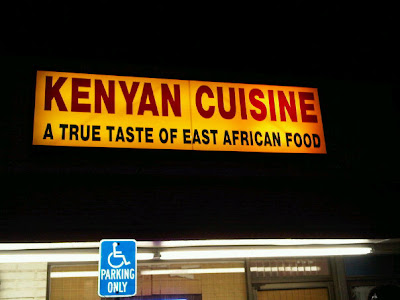 KENYAN CUISINE
A TRUE TASTE OF EAST AFRICAN FOOD
PARKING
ONLY